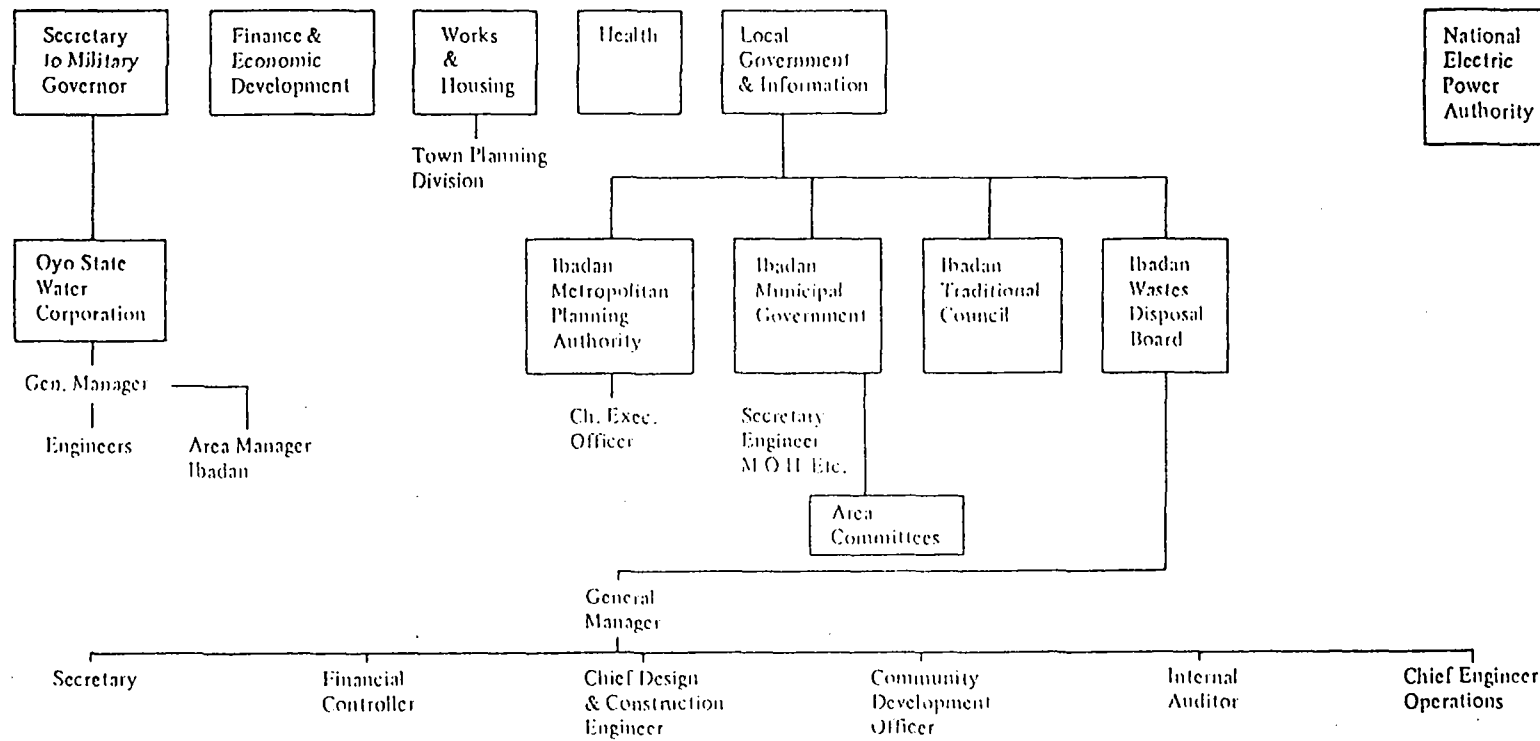 Secretary
to Military
Governor
Finance &
Economic
Development
Works
&
Housing
Health
Local
Government
& Information
National
Electric
Power
Authority
Town Planning
Division
Oyo State
Water
Corporation
Ibadan
Metropolitan
Planning
Authority
Ibadan
Municipal
Government
Ibadan
Traditional
Council
Ibadan
Wastes
Disposal
Board
Gen. Manager
Engineers
Area Manager
Ibadan
Ch. Exec.
Officer
Secretary
Engineer
M.O.H. Etc.
Area
Committees
General
Manager
Secretary
Financial
Controller
Chief Design
& Construction
Engineer
Community
Development
Officer
Internal
Auditor
Chief Engineer
Operations